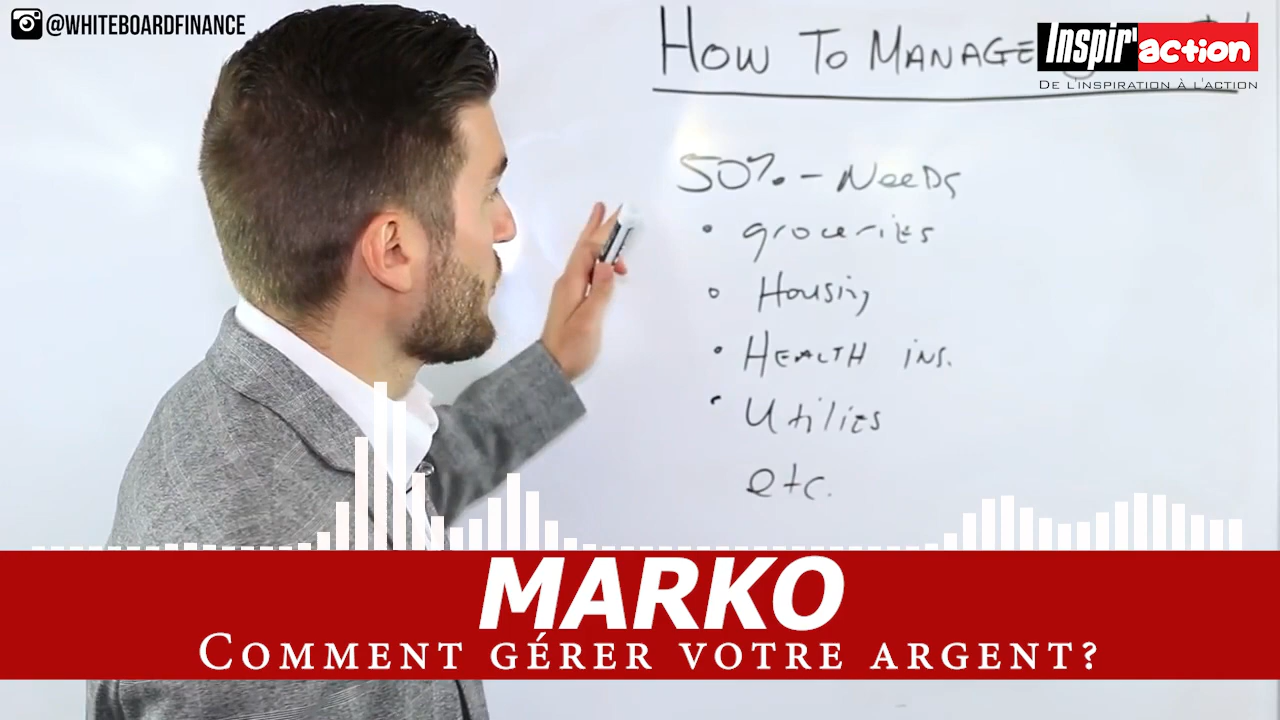 @WHITEBOARDFINANCE
HOW TO MANAGE
Inspir'action
DE L'INSPIRATION À L'ACTION
50% - NEEDS
• groceries
• Housing
• HEALTH INS.
• Utilies
etc.
MARKO
COMMENT GÉRER VOTRE ARGENT?